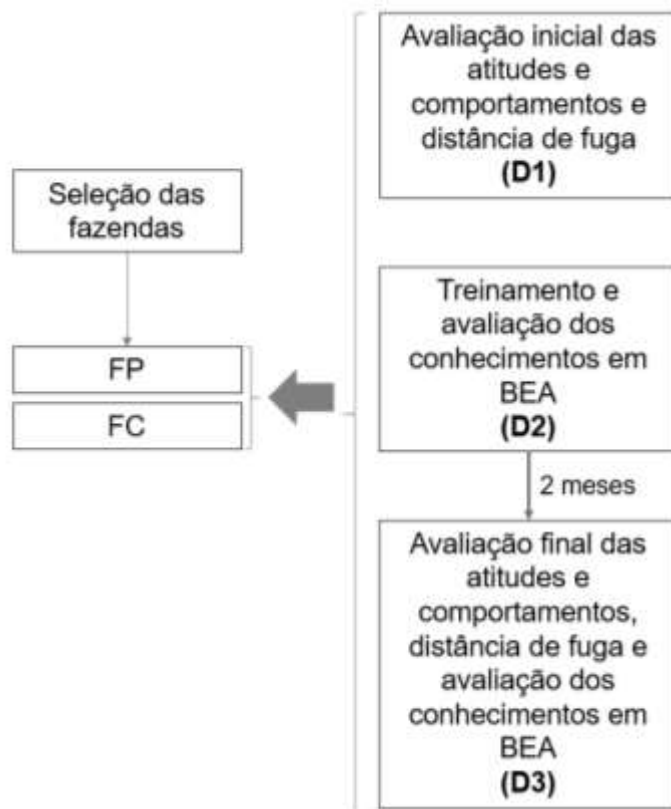 Seleção das
fazendas
FP
FC
Avaliação inicial das
atitudes e
comportamentos e
distância de fuga
(D1)
Treinamento e
avaliação dos
conhecimentos em
BEA
(D2)
2 meses
Avaliação final das
atitudes e
comportamentos,
distância de fuga e
avaliação dos
conhecimentos em
BEA
(D3)